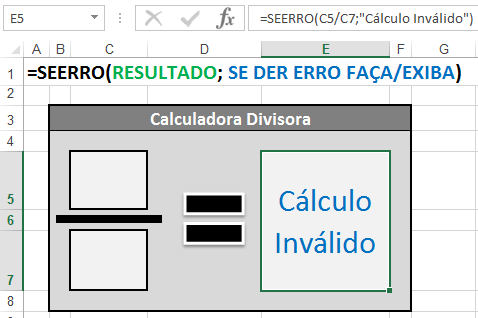 E5
=SEERRO(C5/C7;"Cálculo Inválido")
A B C D E F G
1 =SEERRO(RESULTADO; SE DER ERRO FAÇA/EXIBA)
2
3 Calculadora Divisora
4
5 Cálculo
6 Inválido
7
8